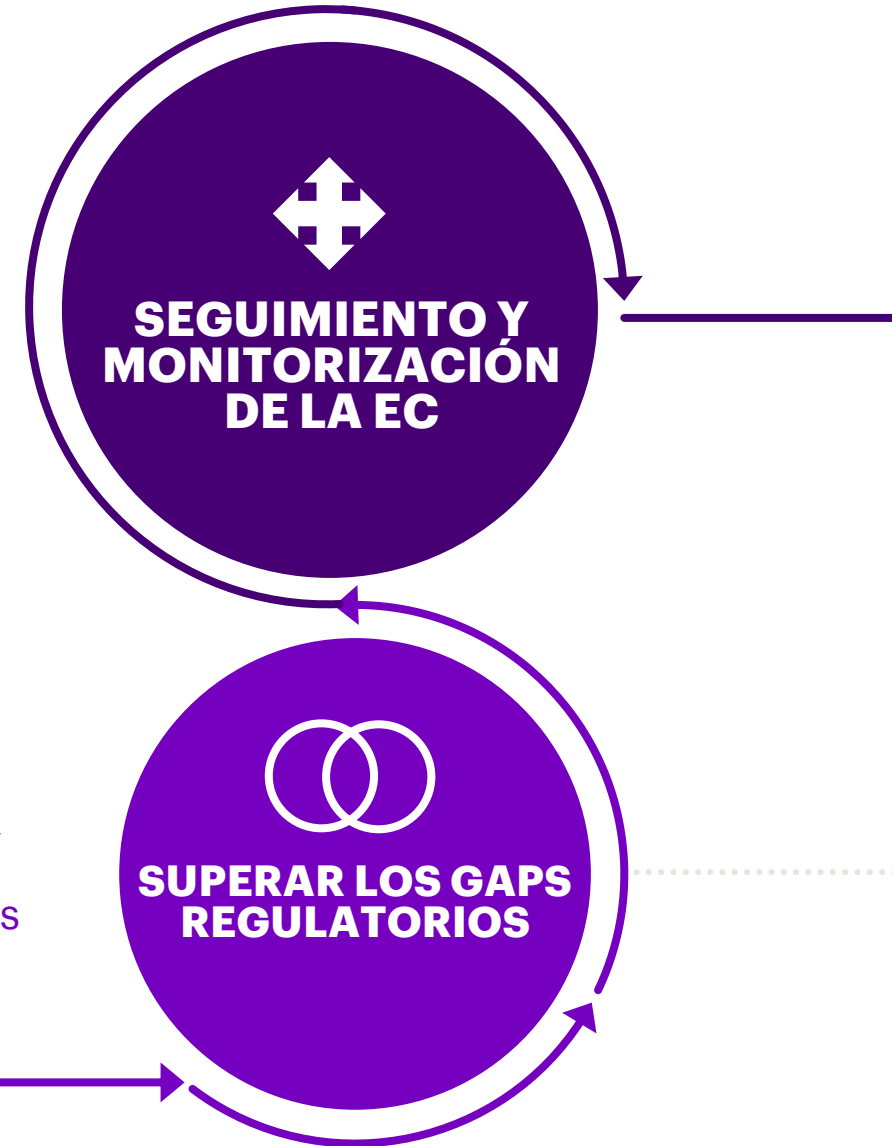 SEGUIMIENTO Y
MONITORIZACIÓN
DE LA EC
SUPERAR LOS GAPS
REGULATORIOS